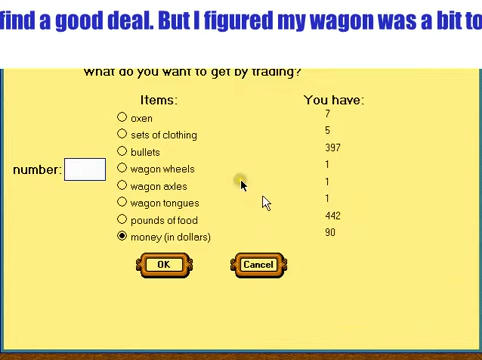 find a good deal. But I figured my wagon was a bit to
What do you want to get by trading?
Items: You have:
oxen 7
sets of clothing 5
bullets 397
wagon wheels 1
number:
wagon axles 1
wagon tongues 1
pounds of food 442
money (in dollars) 90
OK Cancel